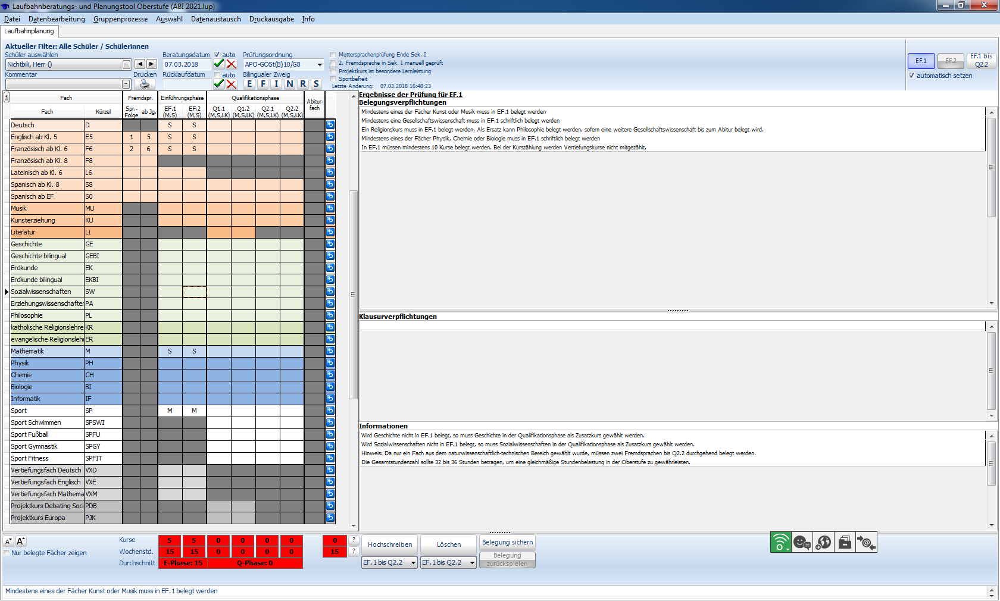 Laufbahnberatungs- und Planungstool Oberstufe (ABI 2021.lup)
Datei Datenbearbeitung Gruppenprozesse Auswahl Datenaustausch Druckausgabe Info
Laufbahnplanung
Aktueller Filter: Alle Schüler / Schülerinnen
Schüler auswählen Beratungsdatum auto Prüfungsordnung
Nichtbili, Herr () 07.03.2018 APO-GOSt(B)10/G8
Kommentar Drucken Rücklaufdatum auto Bilingualer Zweig
E F I N R S
Muttersprachenprüfung Ende Sek. I
2. Fremdsprache in Sek. I manuell geprüft
Projektkurs ist besondere Lernleistung
Sportbefreit
Letzte Änderung: 07.03.2018 16:48:23
EF.1 EF.2 EF.1 bis Q2.2
automatisch setzen
Fach Fremdspr. Einführungsphase Qualifikationsphase Abitur-fach
Fach Kürzel Spr.-Folge ab Jg. EF.1 (M,S) EF.2 (M,S) Q1.1 (M,S,LK) Q1.2 (M,S,LK) Q2.1 (M,S,LK) Q2.2 (M,S,LK)
Deutsch D S S
Englisch ab Kl. 5 E5 1 5 S S
Französisch ab Kl. 6 F6 2 6 S S
Französisch ab Kl. 8 F8
Lateinisch ab Kl. 6 L6
Spanisch ab Kl. 8 S8
Spanisch ab EF S0
Musik MU
Kunsterziehung KU
Literatur LI
Geschichte GE
Geschichte bilingual GEBI
Erdkunde EK
Erdkunde bilingual EKBI
Sozialwissenschaften SW
Erziehungswissenschaften PA
Philosophie PL
katholische Religionslehre KR
evangelische Religionsleh ER
Mathematik M S S
Physik PH
Chemie CH
Biologie BI
Informatik IF
Sport SP M M
Sport Schwimmen SPSWI
Sport Fußball SPFU
Sport Gymnastik SPGY
Sport Fitness SPFIT
Vertiefungsfach Deutsch VXD
Vertiefungsfach Englisch VXE
Vertiefungsfach Mathema VXM
Projektkurs Debating Soci PDB
Projektkurs Europa PJK
Ergebnisse der Prüfung für EF.1
Belegungsverpflichtungen
Mindestens eines der Fächer Kunst oder Musik muss in EF.1 belegt werden
Mindestens eine Gesellschaftswissenschaft muss in EF.1 schriftlich belegt werden
Ein Religionskurs muss in EF.1 belegt werden. Als Ersatz kann Philosophie belegt werden, sofern eine weitere Gesellschaftswissenschaft bis zum Abitur belegt wird.
Mindestens eines der Fächer Physik, Chemie oder Biologie muss in EF.1 schriftlich belegt werden
In EF.1 müssen mindestens 10 Kurse belegt werden. Bei der Kurszählung werden Vertiefungskurse nicht mitgezählt.
Klausurverpflichtungen
Informationen
Wird Geschichte nicht in EF.1 belegt, so muss Geschichte in der Qualifikationsphase als Zusatzkurs gewählt werden.
Wird Sozialwissenschaften nicht in EF.1 belegt, so muss Sozialwissenschaften in der Qualifikationsphase als Zusatzkurs gewählt werden.
Hinweis: Da nur ein Fach aus dem naturwissenschaftlich-technischen Bereich gewählt wurde, müssen zwei Fremdsprachen bis Q2.2 durchgehend belegt werden.
Die Gesamtstundenzahl sollte 32 bis 36 Stunden betragen, um eine gleichmäßige Stundenbelastung in der Oberstufe zu gewährleisten.
A A
Nur belegte Fächer zeigen
Kurse 5 5 0 0 0 0 0 ?
Wochenstd. 15 15 0 0 0 0 15 ?
Durchschnitt E-Phase: 15 Q-Phase: 0
Hochschreiben Löschen Belegung sichern
EF.1 bis Q2.2 EF.1 bis Q2.2 Belegung zurückspielen
Mindestens eines der Fächer Kunst oder Musik muss in EF.1 belegt werden